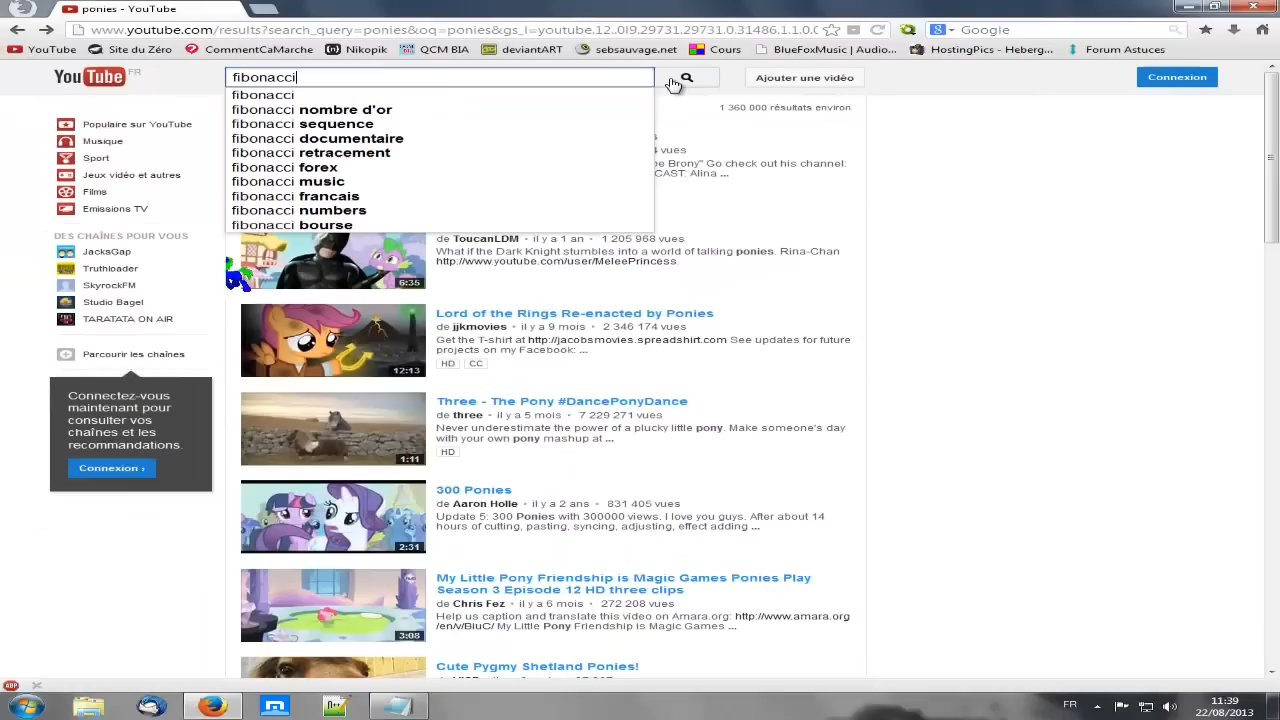 ponies - YouTube
www.youtube.com/results?search_query=ponies&oq=ponies&gs_l=youtube.12..0l9.29731.29731.0.31486.1.1.0.
Google
YouTube
Site du Zéro
CommentCaMarche
Nikopik
QCM BIA
deviantART
sebsauvage.net
Cours
BlueFoxMusic | Audio...
HostingPics - Heberg...
Forum Astuces
YouTube FR
fibonacci
Ajouter une vidéo
Connexion
fibonacci
fibonacci nombre d'or
fibonacci sequence
fibonacci documentaire
fibonacci retracement
fibonacci forex
fibonacci music
fibonacci francais
fibonacci numbers
fibonacci bourse
1 360 000 résultats environ
vues
be Brony" Go check out his channel:
CAST: Alina ...
Populaire sur YouTube
Musique
Sport
Jeux vidéo et autres
Films
Emissions TV
DES CHAÎNES POUR VOUS
JacksGap
Truthloader
SkyrockFM
Studio Bagel
TARATATA ON AIR
Parcourir les chaînes
Connectez-vous
maintenant pour
consulter vos
chaînes et les
recommandations.
Connexion ›
de ToucanLDM • il y a 1 an • 1 205 968 vues
What if the Dark Knight stumbles into a world of talking ponies. Rina-Chan
http://www.youtube.com/user/MeleePrincess.
6:35
Lord of the Rings Re-enacted by Ponies
de jjkmovies • il y a 9 mois • 2 346 174 vues
Get the T-shirt at http://jacobsmovies.spreadshirt.com See updates for future
projects on my Facebook: ...
HD CC
12:13
Three - The Pony #DancePonyDance
de three • il y a 5 mois • 7 229 271 vues
Never underestimate the power of a plucky little pony. Make someone's day
with your own pony mashup at ...
HD
1:11
300 Ponies
de Aaron Holle • il y a 2 ans • 831 405 vues
Update 5: 300 Ponies with 300000 views. I love you guys. After about 14
hours of cutting, pasting, syncing, adjusting, effect adding ...
2:31
My Little Pony Friendship is Magic Games Ponies Play
Season 3 Episode 12 HD three clips
de Chris Fez • il y a 6 mois • 272 208 vues
Help us caption and translate this video on Amara.org: http://www.amara.org
/en/v/BiuC/ My Little Pony Friendship is Magic Games ...
3:08
Cute Pygmy Shetland Ponies!
ABP
FR
11:39
22/08/2013